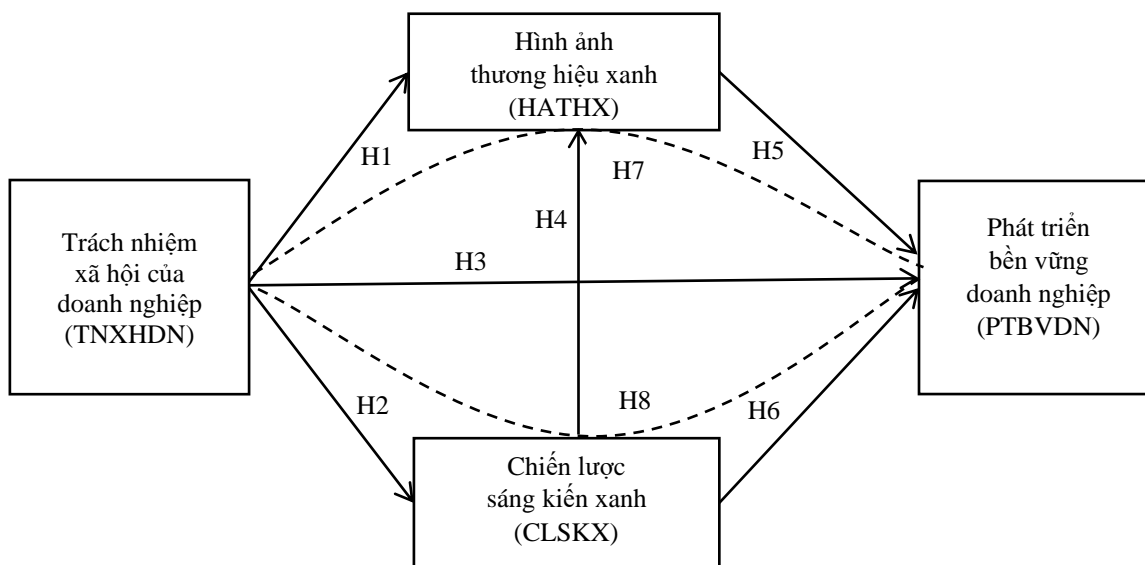 Hình ảnh
thương hiệu xanh
(HATHX)
H1
H7
H5
Trách nhiệm
xã hội của
doanh nghiệp
(TNXHDN)
H4
H3
Phát triển
bền vững
doanh nghiệp
(PTBVDN)
H2
H8
H6
Chiến lược
sáng kiến xanh
(CLSKX)